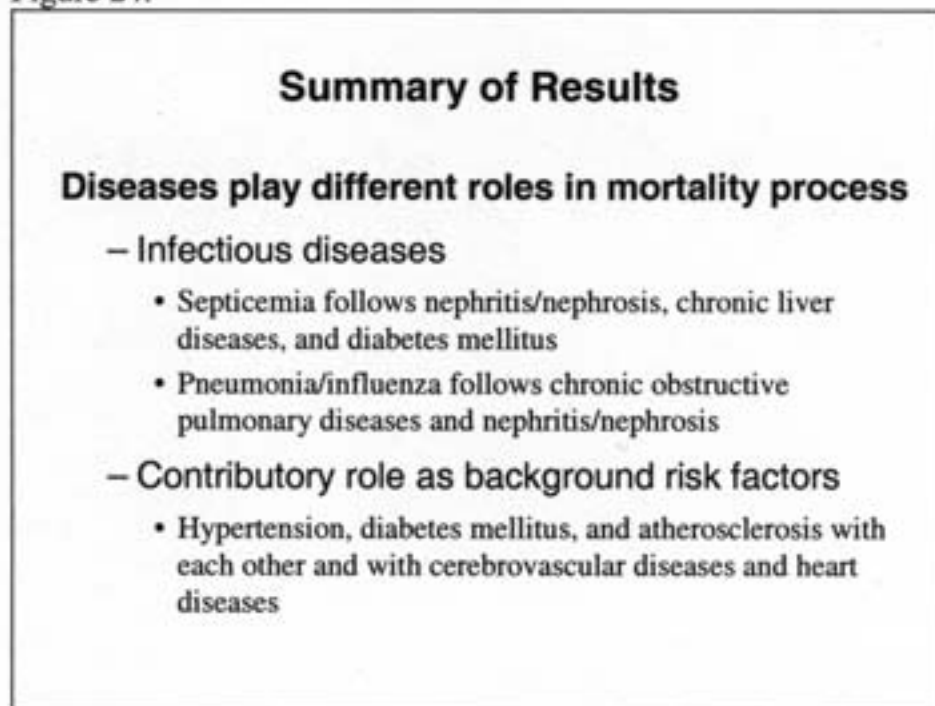 Summary of Results
Diseases play different roles in mortality process
– Infectious diseases
• Septicemia follows nephritis/nephrosis, chronic liver
diseases, and diabetes mellitus
• Pneumonia/influenza follows chronic obstructive
pulmonary diseases and nephritis/nephrosis
– Contributory role as background risk factors
• Hypertension, diabetes mellitus, and atherosclerosis with
each other and with cerebrovascular diseases and heart
diseases